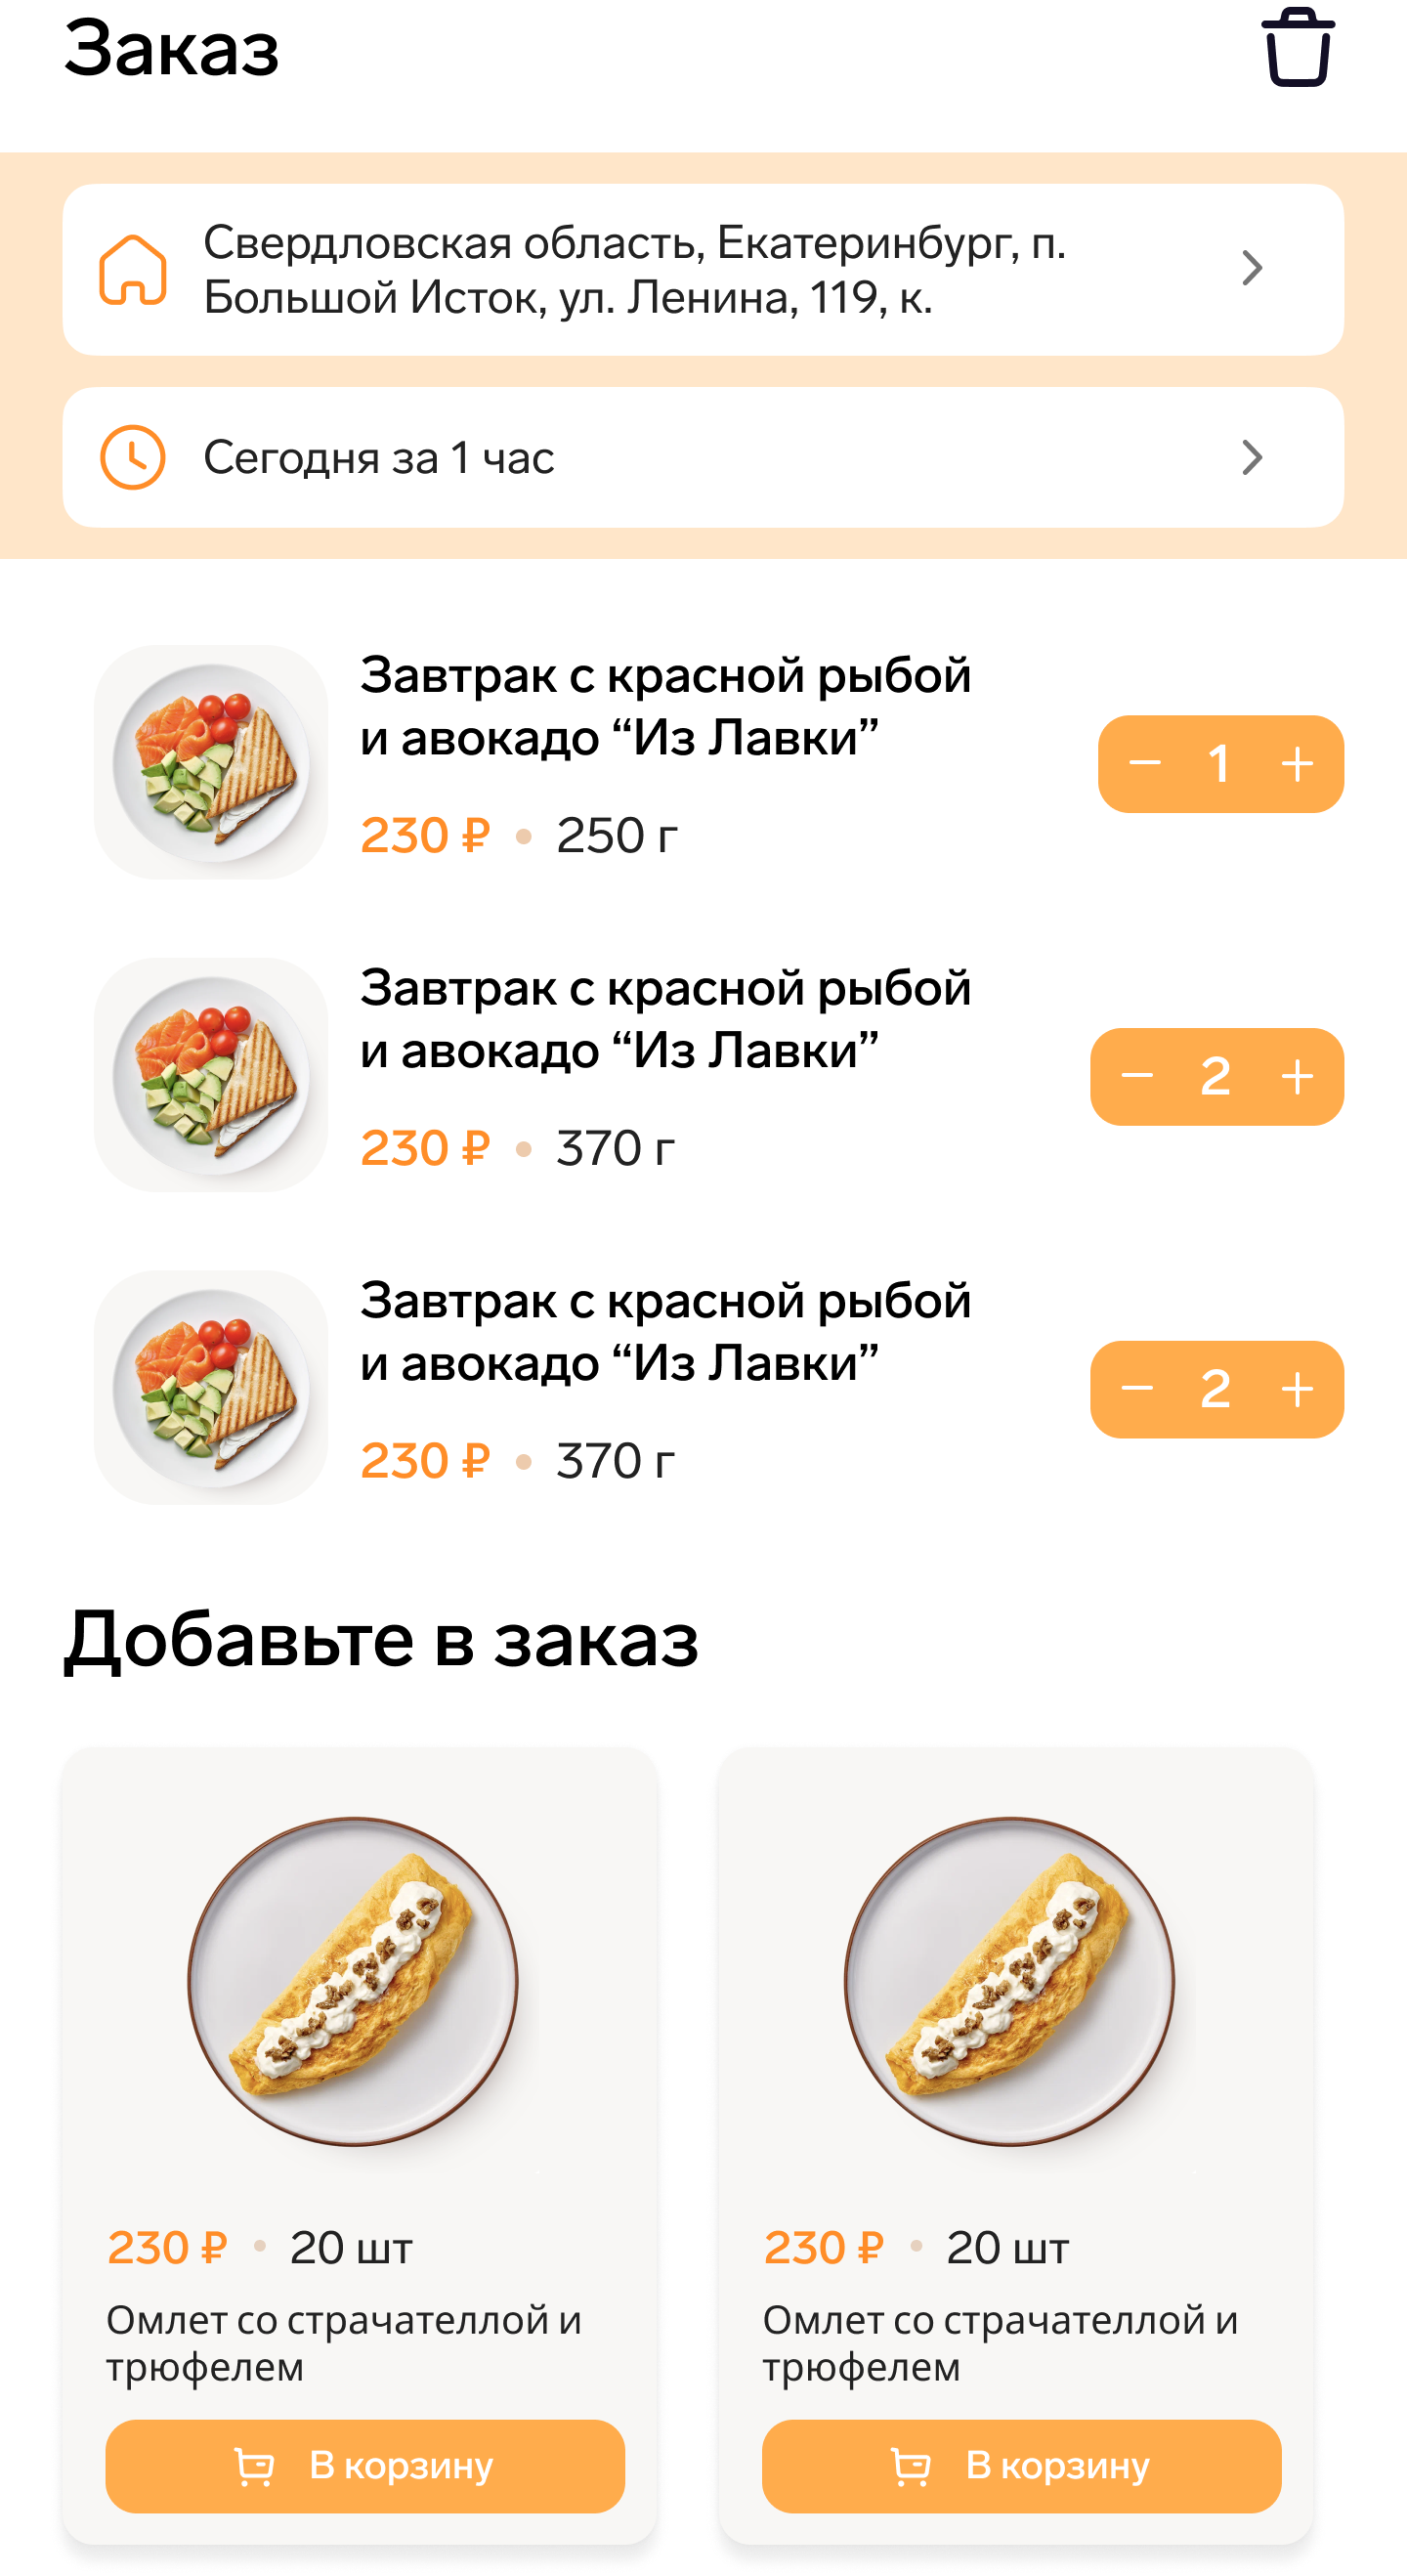 Заказ
Свердловская область, Екатеринбург, п.
Большой Исток, ул. Ленина, 119, к.
Сегодня за 1 час
Завтрак с красной рыбой
и авокадо “Из Лавки”
230 ₽ • 250 г
1
Завтрак с красной рыбой
и авокадо “Из Лавки”
230 ₽ • 370 г
2
Завтрак с красной рыбой
и авокадо “Из Лавки”
230 ₽ • 370 г
2
Добавьте в заказ
230 ₽ • 20 шт
Омлет со страчателлой и
трюфелем
В корзину
230 ₽ • 20 шт
Омлет со страчателлой и
трюфелем
В корзину